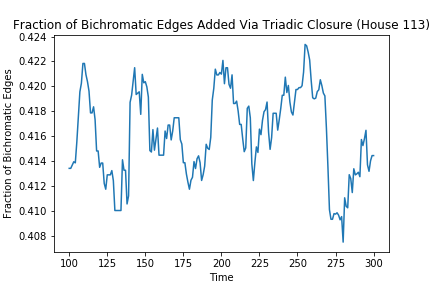 Fraction of Bichromatic Edges Added Via Triadic Closure (House 113)
Fraction of Bichromatic Edges
0.424
0.422
0.420
0.418
0.416
0.414
0.412
0.410
0.408
100 125 150 175 200 225 250 275 300
Time